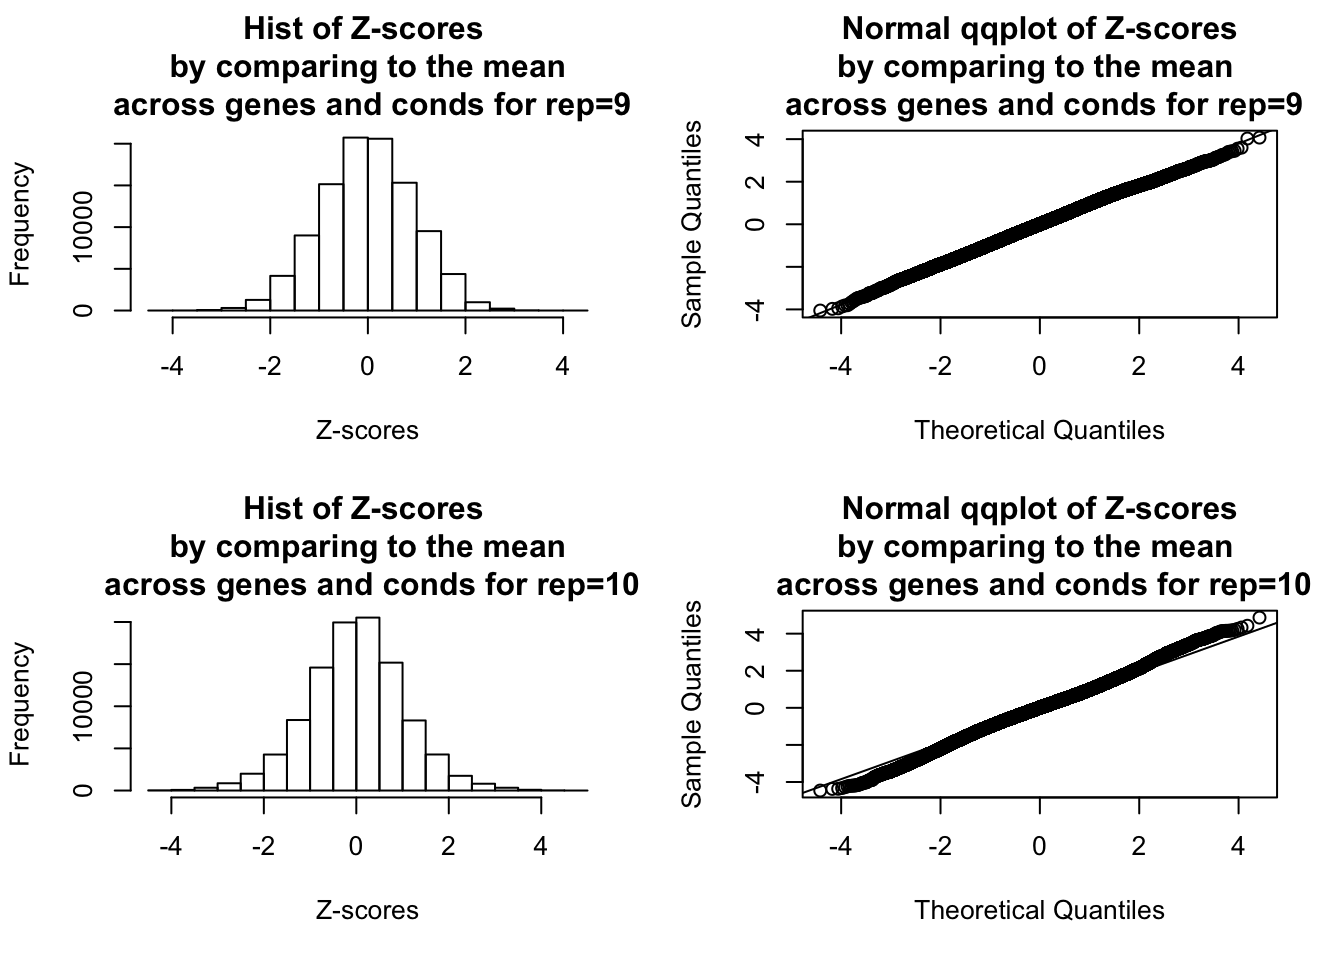 Hist of Z-scores
by comparing to the mean
across genes and conds for rep=9
Frequency
10000
0
-4 -2 0 2 4
Z-scores
Normal qqplot of Z-scores
by comparing to the mean
across genes and conds for rep=9
Sample Quantiles
4
2
0
-4
-4 -2 0 2 4
Theoretical Quantiles
Hist of Z-scores
by comparing to the mean
across genes and conds for rep=10
Frequency
10000
0
-4 -2 0 2 4
Z-scores
Normal qqplot of Z-scores
by comparing to the mean
across genes and conds for rep=10
Sample Quantiles
4
2
0
-4
-4 -2 0 2 4
Theoretical Quantiles